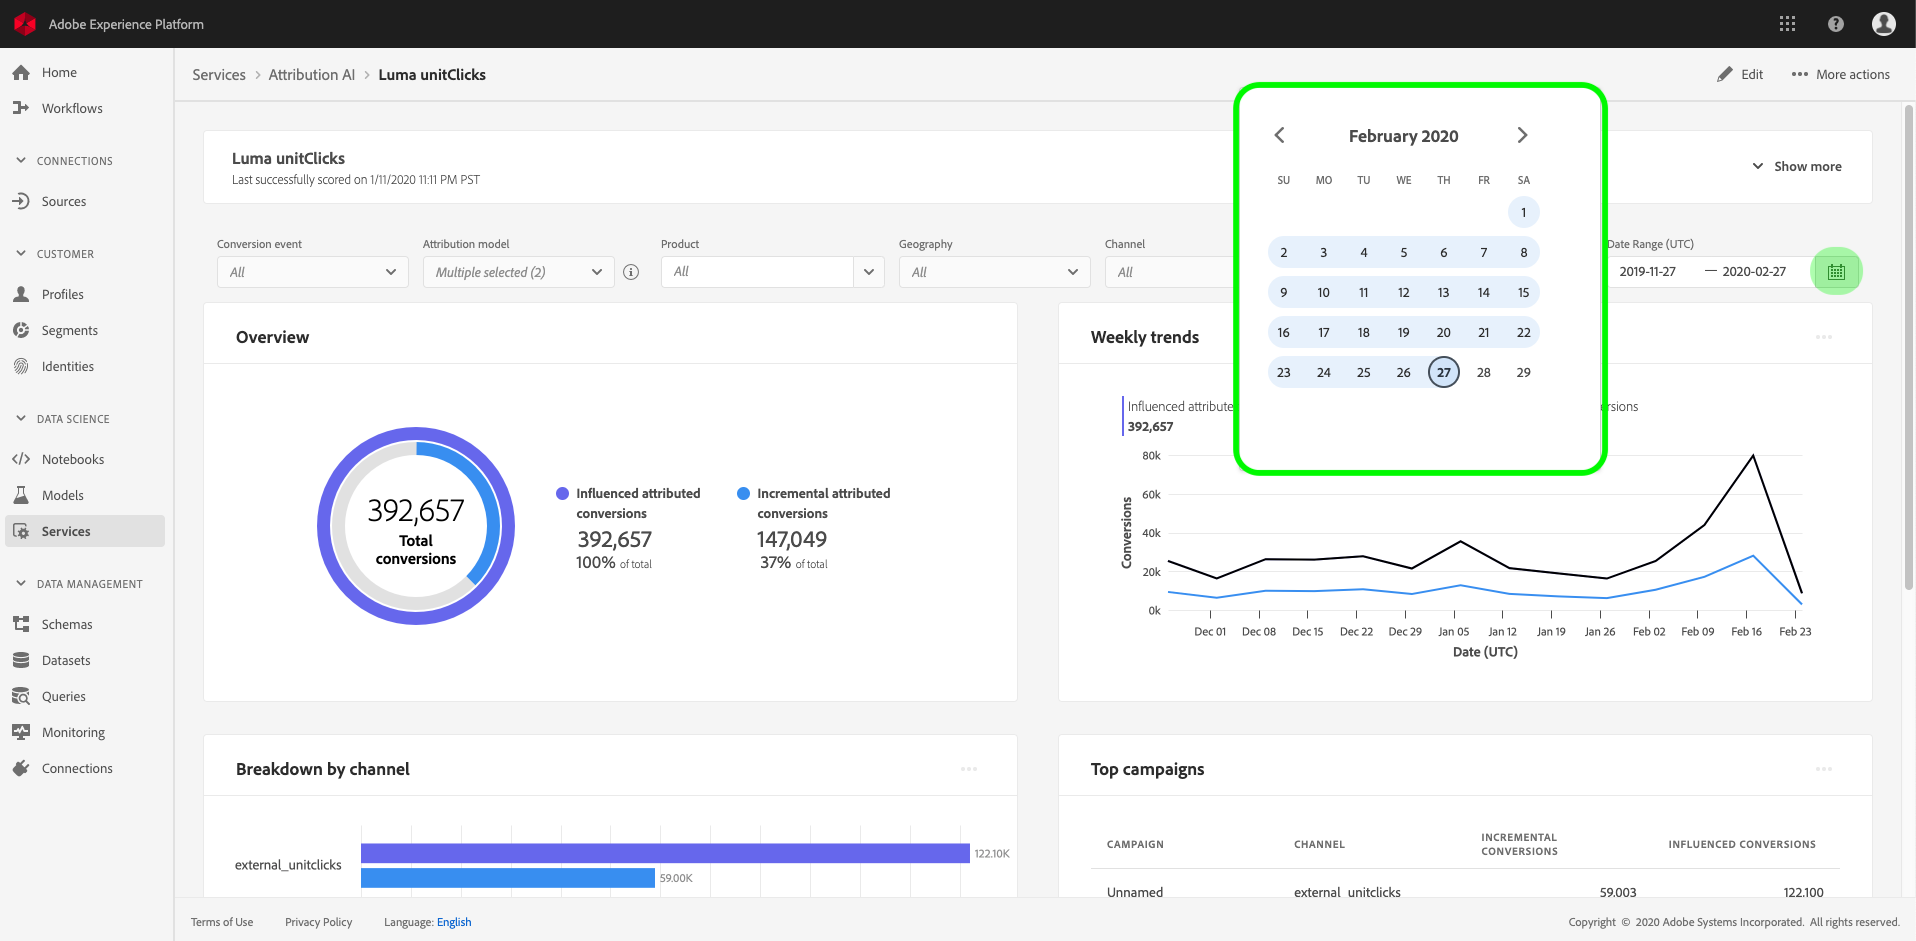 Adobe Experience Platform
Home
Workflows
CONNECTIONS
Sources
CUSTOMER
Profiles
Segments
Identities
DATA SCIENCE
Notebooks
Models
Services
DATA MANAGEMENT
Schemas
Datasets
Queries
Monitoring
Connections
Services > Attribution AI > Luma unitClicks
Edit
More actions
Luma unitClicks
Last successfully scored on 1/11/2020 11:11 PM PST
Show more
Conversion event
All
Attribution model
Multiple selected (2)
Product
All
Geography
All
Channel
All
Date Range (UTC)
2019-11-27 — 2020-02-27
February 2020
SU MO TU WE TH FR SA
1
2 3 4 5 6 7 8
9 10 11 12 13 14 15
16 17 18 19 20 21 22
23 24 25 26 27 28 29
Overview
392,657
Total
conversions
Influenced attributed
conversions
392,657
100% of total
Incremental attributed
conversions
147,049
37% of total
Weekly trends
Influenced attribute
rsions
392,657
80k
60k
40k
20k
0k
Conversions
Dec 01 Dec 08 Dec 15 Dec 22 Dec 29 Jan 05 Jan 12 Jan 19 Jan 26 Feb 02 Feb 09 Feb 16 Feb 23
Date (UTC)
Breakdown by channel
external_unitclicks
122.10K
59.00K
Top campaigns
CAMPAIGN CHANNEL INCREMENTAL CONVERSIONS INFLUENCED CONVERSIONS
Unnamed external_unitclicks 59,003 122,100
Terms of Use Privacy Policy Language: English
Copyright © 2020 Adobe Systems Incorporated. All rights reserved.